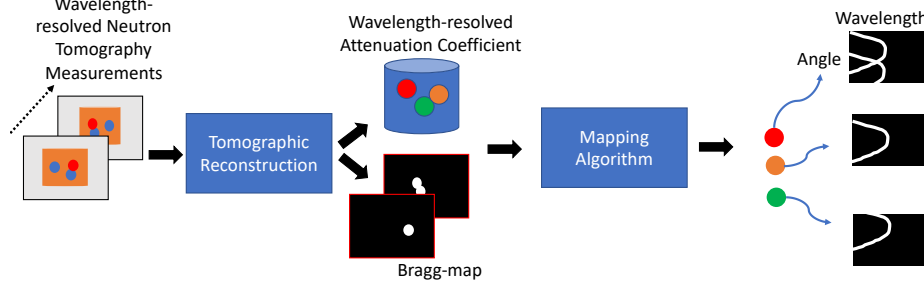 Wavelength-
resolved Neutron
Tomography
Measurements
Wavelength-resolved
Attenuation Coefficient
Tomographic
Reconstruction
Bragg-map
Mapping
Algorithm
Wavelength
Angle